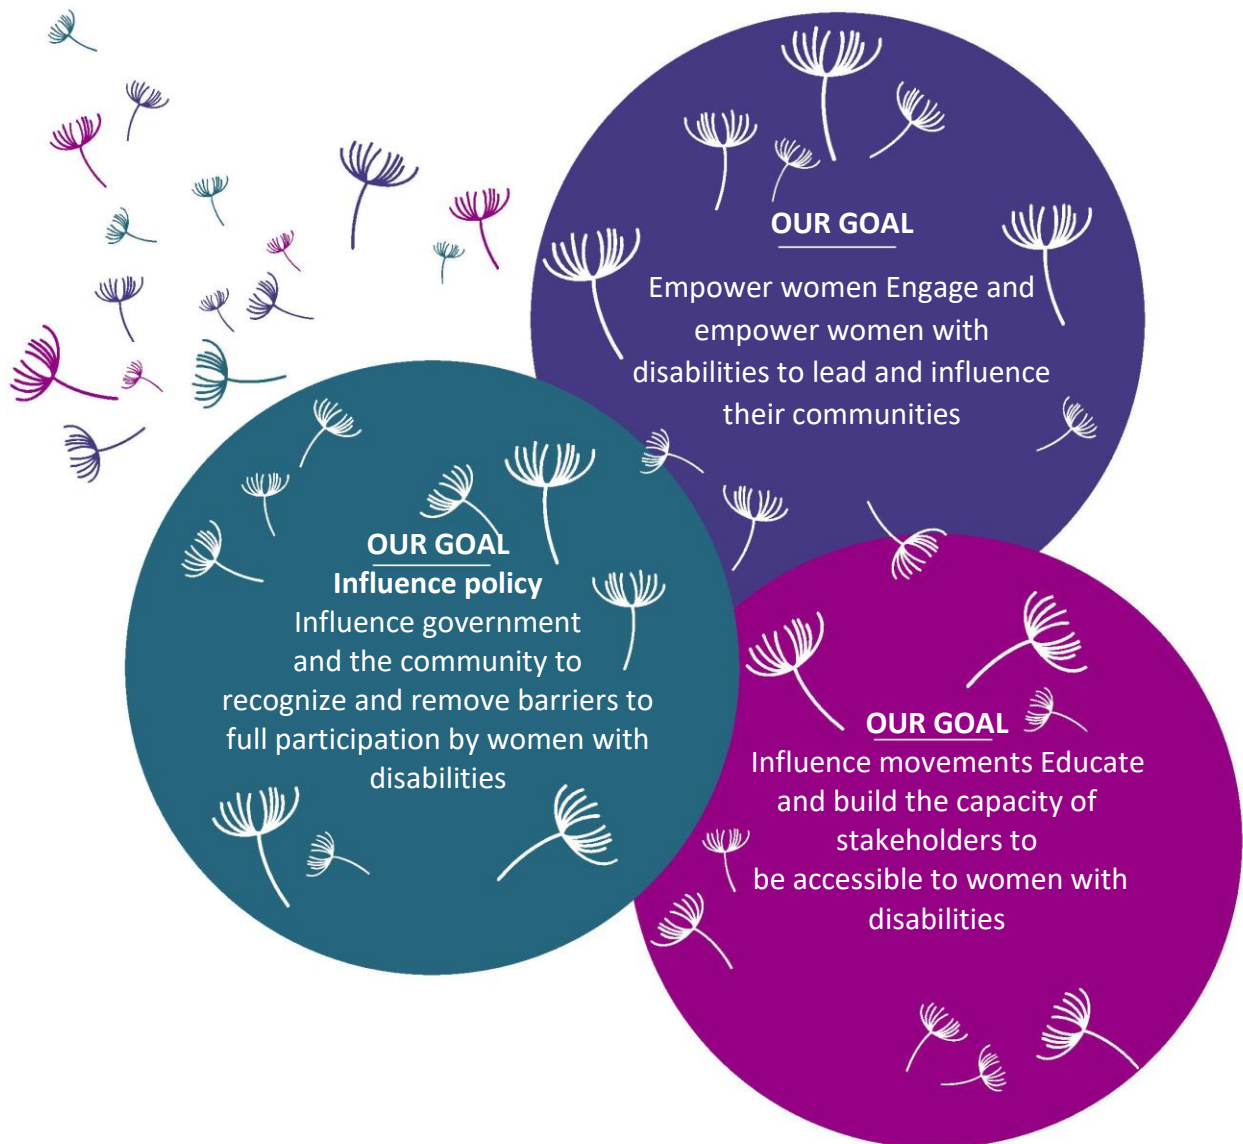 OUR GOAL
Empower women Engage and
empower women with
disabilities to lead and influence
their communities
OUR GOAL
Influence policy
Influence government
and the community to
recognize and remove barriers to
full participation by women with
disabilities
OUR GOAL
Influence movements Educate
and build the capacity of
stakeholders to
be accessible to women with
disabilities